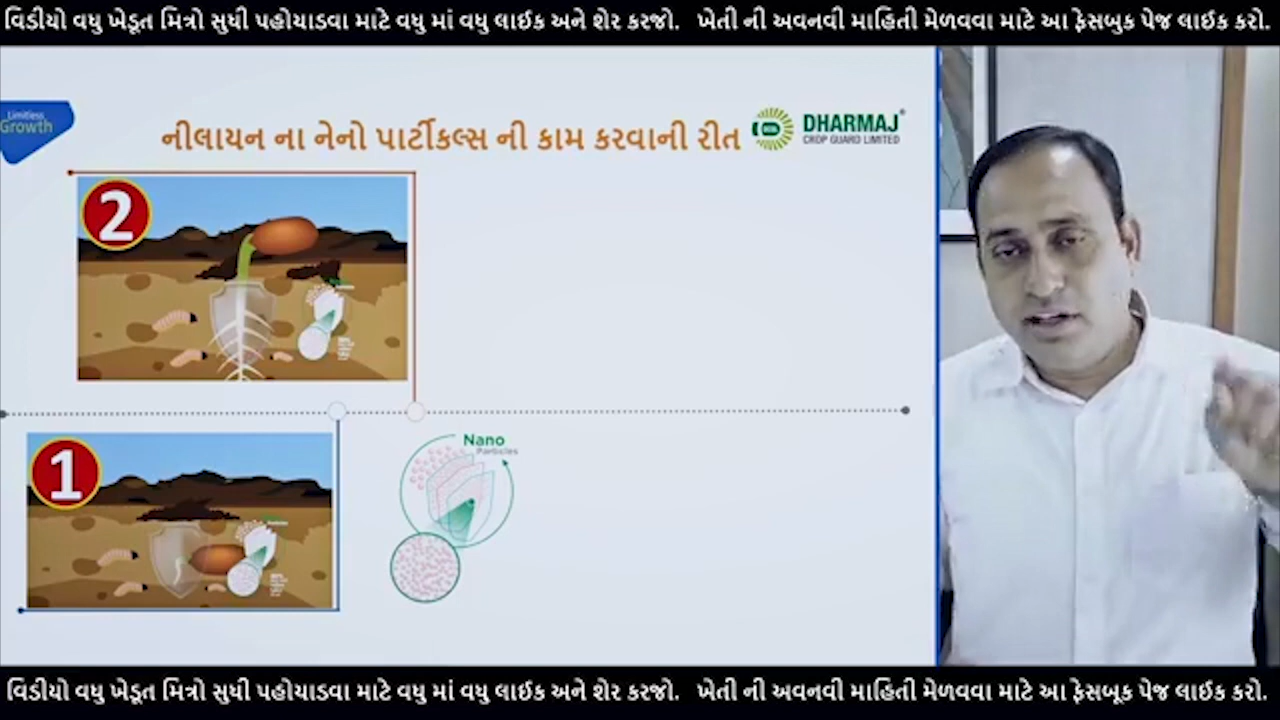 વિડીયો વધુ ખેડૂત મિત્રો સુધી પહોચાડવા માટે વધુ માં વધુ લાઈક અને શેર કરજો. ખેતી ની અવનવી માહિતી મેળવવા માટે આ ફેસબુક પેજ લાઈક કરો.
Limitless
Growth
નીલાયન ના નેનો પાર્ટીકલ્સ ની કામ કરવાની રીત
DHARMAJ
CROP GUARD LIMITED
2
1
Nano
Particles
વિડીયો વધુ ખેડૂત મિત્રો સુધી પહોચાડવા માટે વધુ માં વધુ લાઈક અને શેર કરજો. ખેતી ની અવનવી માહિતી મેળવવા માટે આ ફેસબૂક પેજ લાઈક કરો.